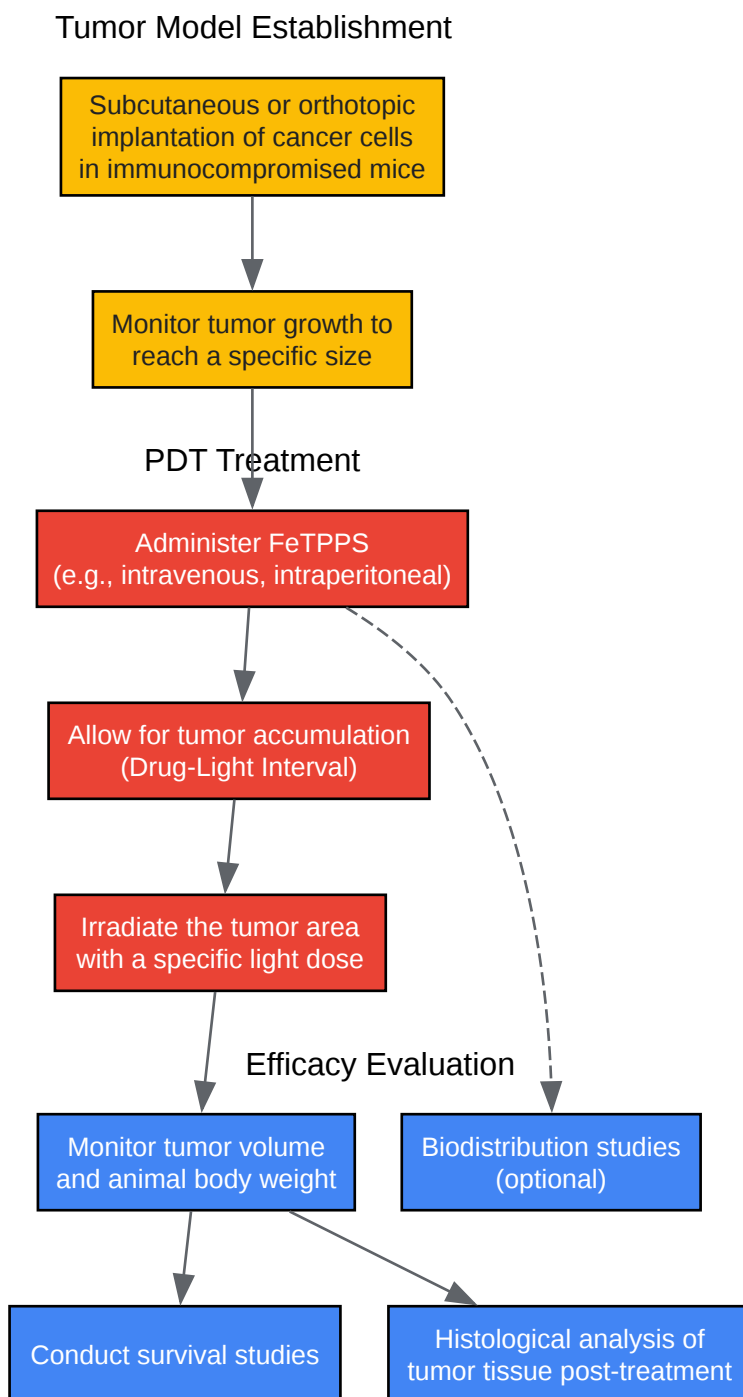 Tumor Model Establishment
Subcutaneous or orthotopic
implantation of cancer cells
in immunocompromised mice
Monitor tumor growth to
reach a specific size
PDT Treatment
Administer FeTPPS
(e.g., intravenous, intraperitoneal)
Allow for tumor accumulation
(Drug-Light Interval)
Irradiate the tumor area
with a specific light dose
Efficacy Evaluation
Monitor tumor volume
and animal body weight
Biodistribution studies
(optional)
Conduct survival studies
Histological analysis of
tumor tissue post-treatment